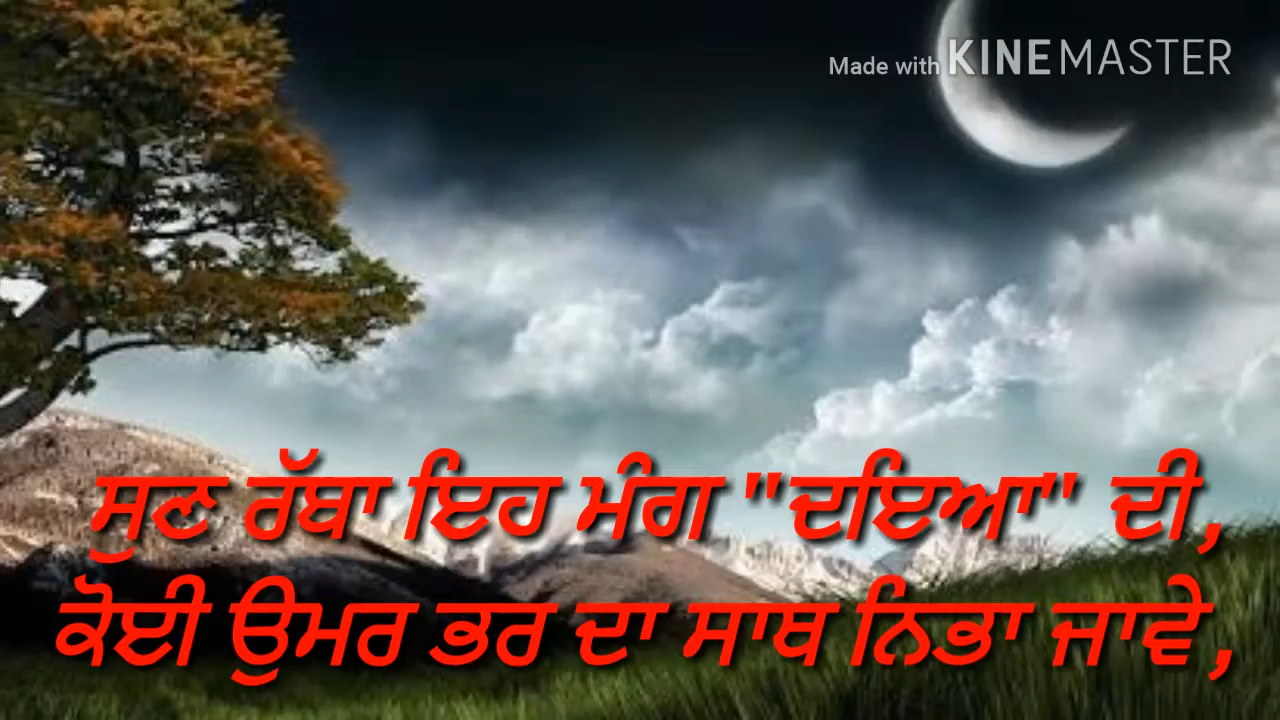 Made with KINEMASTER
ਸੁਣ ਰੱਬਾ ਇਹ ਮੰਗ "ਦਇਆ" ਦੀ,
ਕੋਈ ਉਮਰ ਭਰ ਦਾ ਸਾਥ ਨਿਭਾ ਜਾਵੇ,